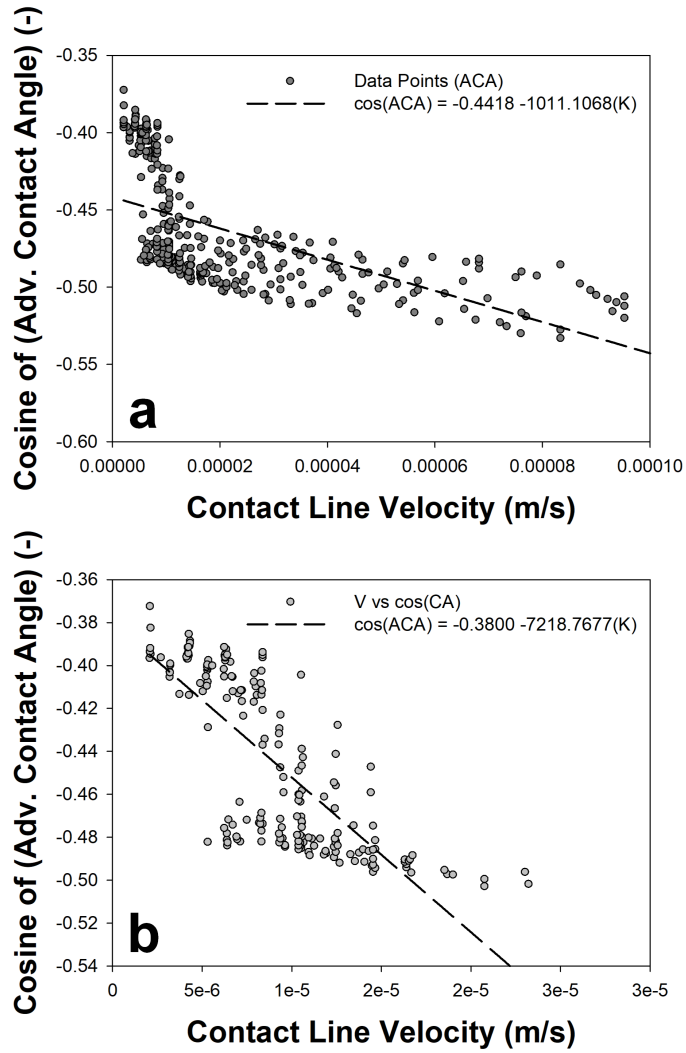 Cosine of (Adv. Contact Angle) (-)
-0.35
-0.40
-0.45
-0.50
-0.55
-0.60
Data Points (ACA)
cos(ACA) = -0.4418 -1011.1068(K)
a
0.00000 0.00002 0.00004 0.00006 0.00008 0.00010
Contact Line Velocity (m/s)
Cosine of (Adv. Contact Angle) (-)
-0.36
-0.38
-0.40
-0.42
-0.44
-0.46
-0.48
-0.50
-0.52
-0.54
V vs cos(CA)
cos(ACA) = -0.3800 -7218.7677(K)
b
0 5e-6 1e-5 2e-5 2e-5 3e-5 3e-5
Contact Line Velocity (m/s)